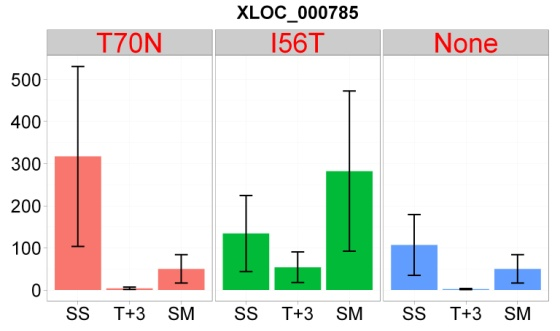 XLOC_000785
T70N I56T None
500
400
300
200
100
0
SS T+3 SM SS T+3 SM SS T+3 SM